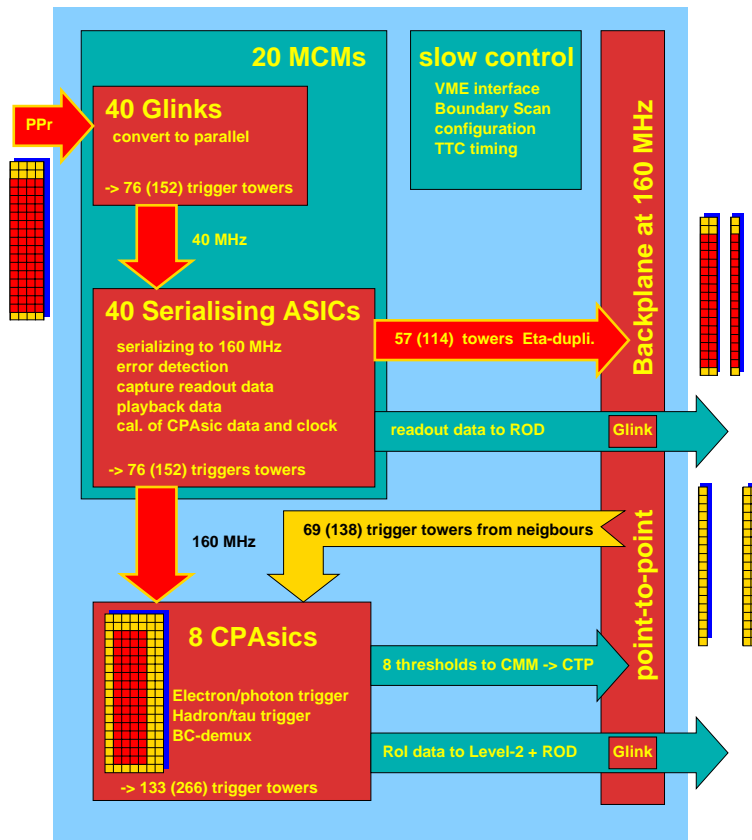 20 MCMs
slow control
VME interface
Boundary Scan
configuration
TTC timing
PPr
40 Glinks
convert to parallel
-> 76 (152) trigger towers
40 MHz
Backplane at 160 MHz
40 Serialising ASICs
serializing to 160 MHz
error detection
capture readout data
playback data
cal. of CPAsic data and clock
-> 76 (152) triggers towers
57 (114) towers Eta-dupli.
readout data to ROD
Glink
160 MHz
69 (138) trigger towers from neighbours
point-to-point
8 CPAsics
Electron/photon trigger
Hadron/tau trigger
BC-demux
-> 133 (266) trigger towers
8 thresholds to CMM -> CTP
RoI data to Level-2 + ROD
Glink